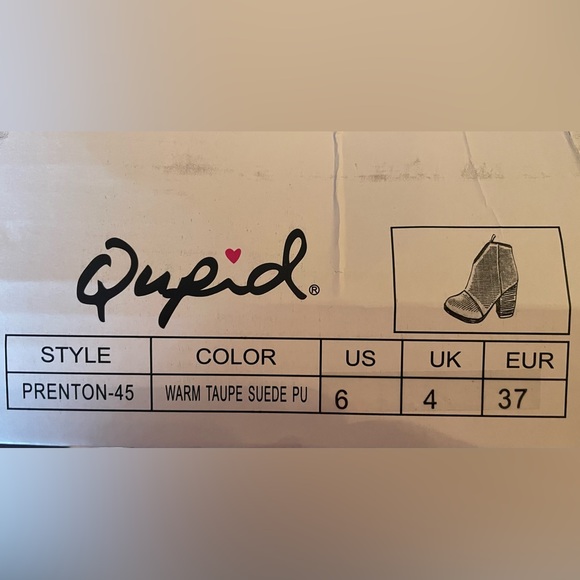 Qupid®
STYLE COLOR US UK EUR
PRENTON-45 WARM TAUPE SUEDE PU 6 4 37